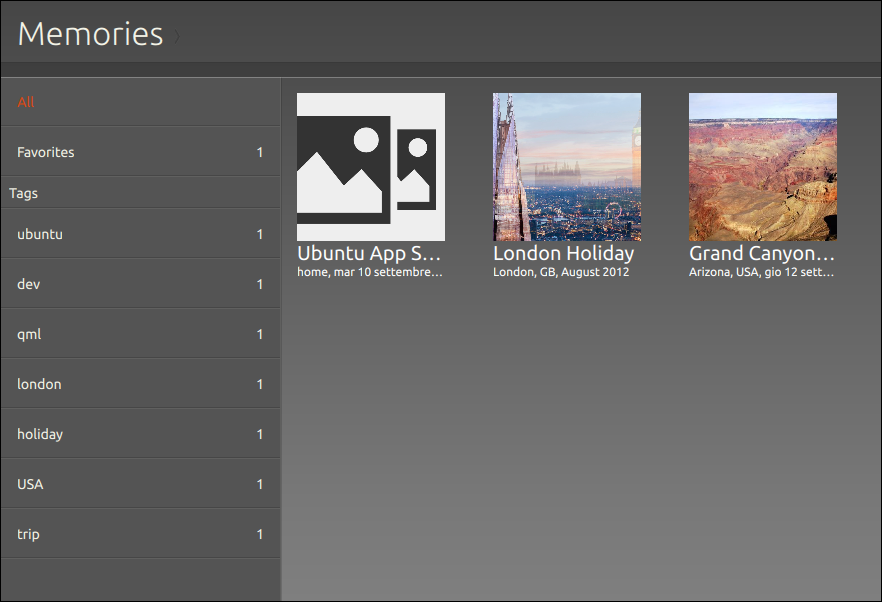 Memories
All
Favorites 1
Tags
ubuntu 1
dev 1
qml 1
london 1
holiday 1
USA 1
trip 1
Ubuntu App S...
home, mar 10 settembre...
London Holiday
London, GB, August 2012
Grand Canyon...
Arizona, USA, gio 12 sett...